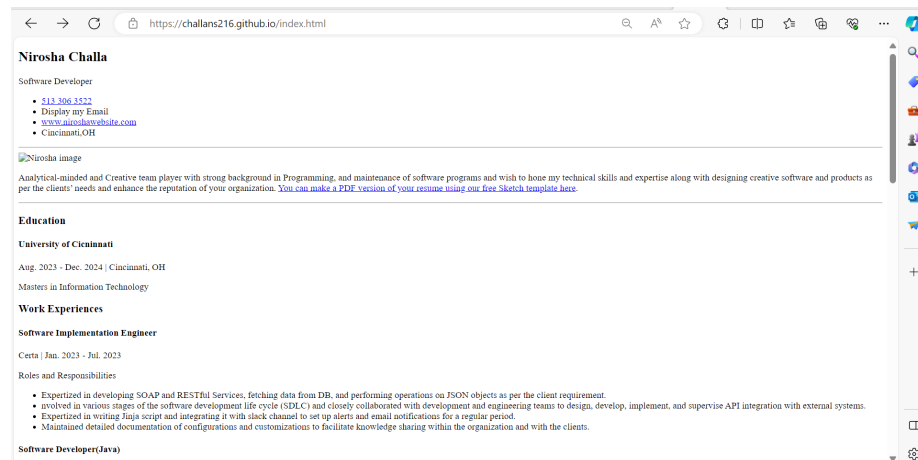 https://challans216.github.io/index.html
Nirosha Challa
Software Developer
513 306 3522
Display my Email
www.niroshawebsite.com
Cincinnati,OH
Nirosha image
Analytical-minded and Creative team player with strong background in Programming, and maintenance of software programs and wish to hone my technical skills and expertise along with designing creative software and products as
per the clients' needs and enhance the reputation of your organization. You can make a PDF version of your resume using our free Sketch template here.
Education
University of Cicninnati
Aug. 2023 - Dec. 2024 | Cincinnati, OH
Masters in Information Technology
Work Experiences
Software Implementation Engineer
Certa | Jan. 2023 - Jul. 2023
Roles and Responsibilities
Expertized in developing SOAP and RESTful Services, fetching data from DB, and performing operations on JSON objects as per the client requirement.
nvolved in various stages of the software development life cycle (SDLC) and closely collaborated with development and engineering teams to design, develop, implement, and supervise API integration with external systems.
Expertized in writing Jinja script and integrating it with slack channel to set up alerts and email notifications for a regular period.
Maintained detailed documentation of configurations and customizations to facilitate knowledge sharing within the organization and with the clients.
Software Developer(Java)